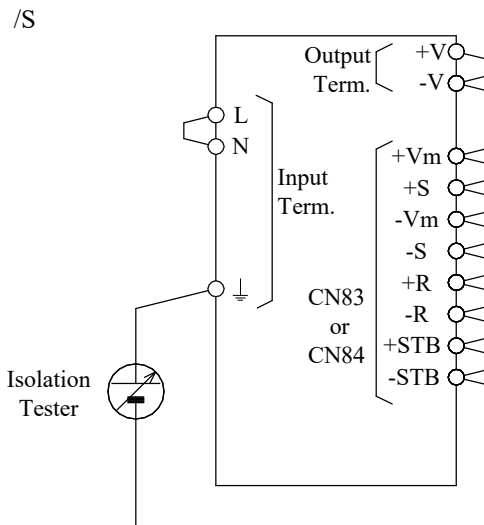 /S
Output
Term.
+V
-V
L
N
Input
Term.
+Vm
+S
-Vm
-S
+R
-R
+STB
-STB
CN83
or
CN84
Isolation
Tester